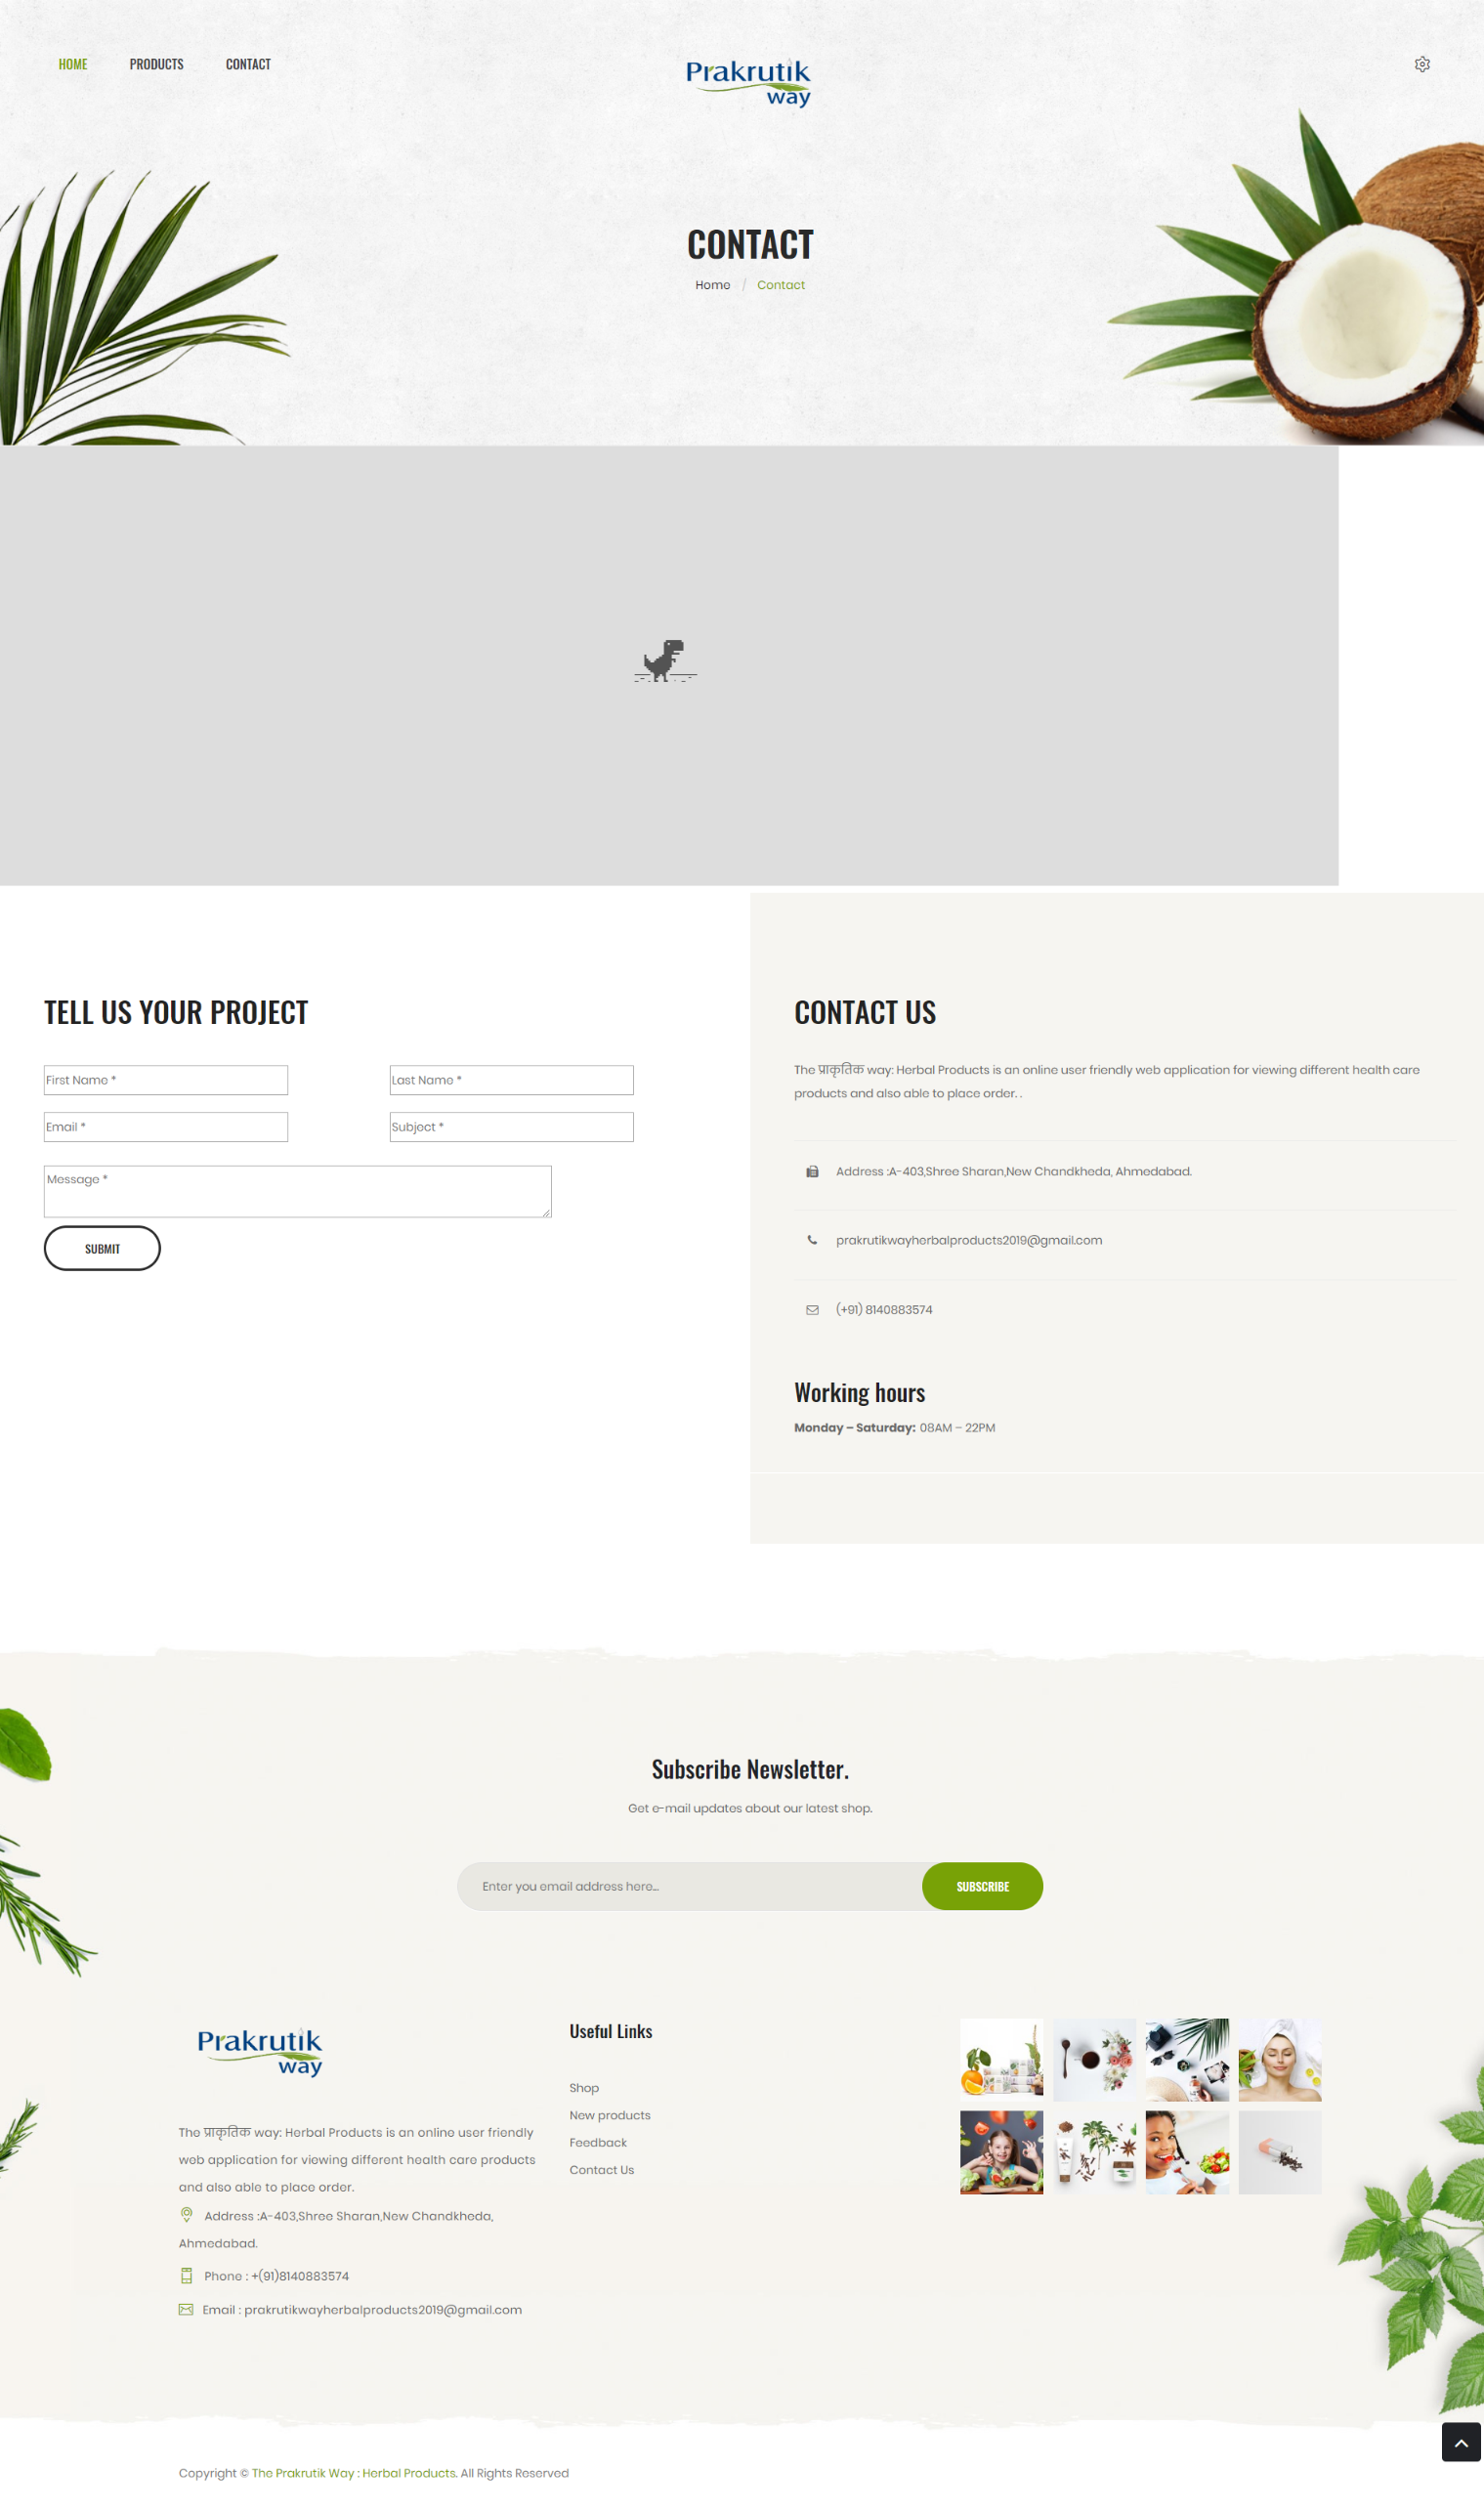 HOME PRODUCTS CONTACT
Prakrutik
way
CONTACT
Home / Contact
TELL US YOUR PROJECT
First Name *
Last Name *
Email *
Subject *
Message *
SUBMIT
CONTACT US
The प्राकृतिक way: Herbal Products is an online user friendly web application for viewing different health care
products and also able to place order. .
Address :A-403,Shree Sharan,New Chandkheda, Ahmedabad.
prakrutikwayherbalproducts2019@gmail.com
(+91) 8140883574
Working hours
Monday – Saturday: 08AM – 22PM
Subscribe Newsletter.
Get e-mail updates about our latest shop.
Enter you email address here...
SUBSCRIBE
Prakrutik
way
The प्राकृतिक way: Herbal Products is an online user friendly
web application for viewing different health care products
and also able to place order.
Address :A-403,Shree Sharan,New Chandkheda,
Ahmedabad.
Phone : +(91)8140883574
Email : prakrutikwayherbalproducts2019@gmail.com
Useful Links
Shop
New products
Feedback
Contact Us
Copyright © The Prakrutik Way : Herbal Products. All Rights Reserved